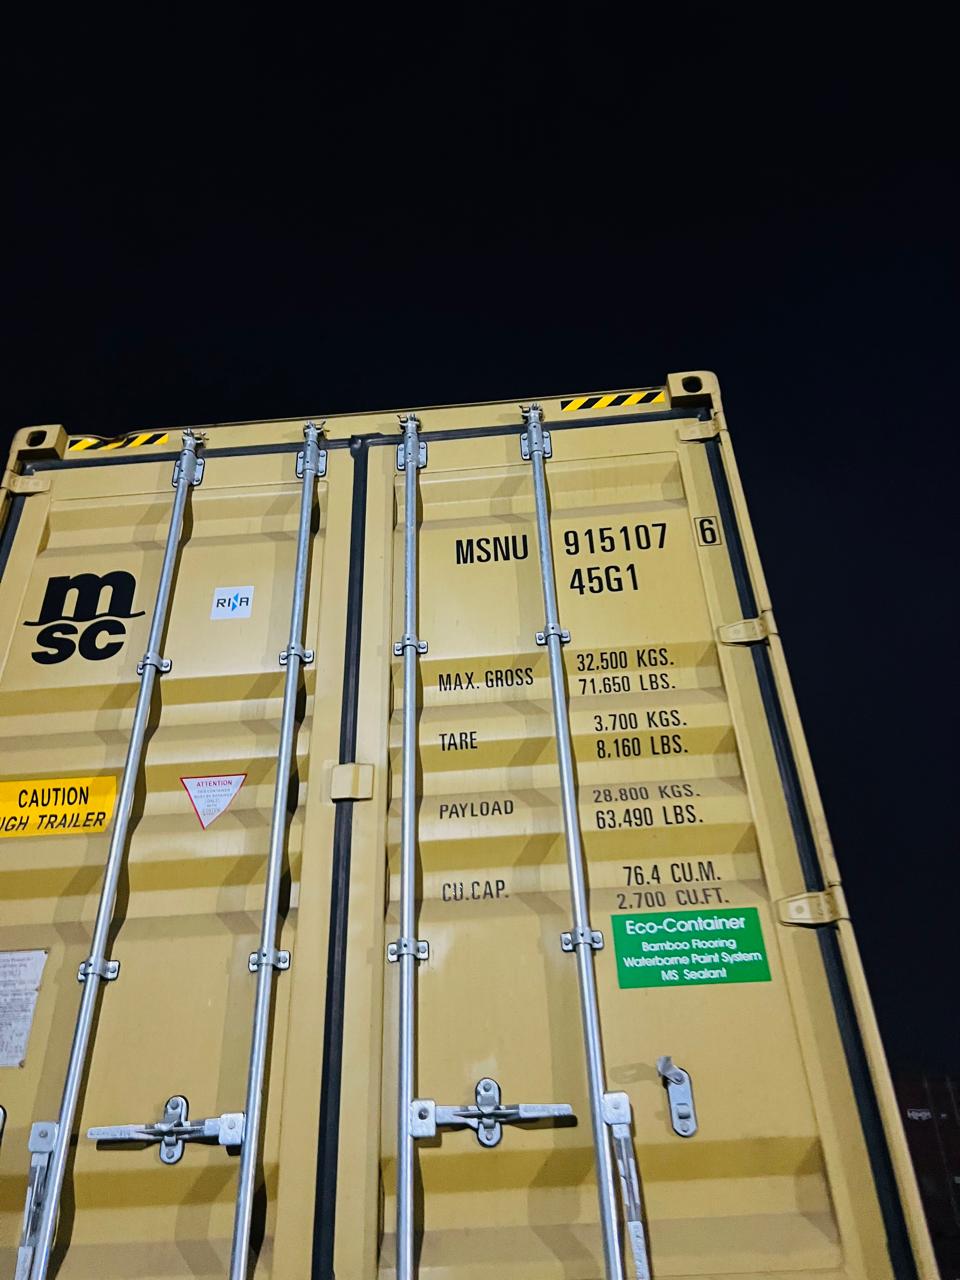 MSNU 915107 6
45G1
msc
RINA
MAX. GROSS 32.500 KGS.
71.650 LBS.
TARE 3.700 KGS.
8.160 LBS.
CAUTION
IGH TRAILER
ATTENTION
PAYLOAD 28.800 KGS.
63.490 LBS.
CU.CAP. 76.4 CU.M.
2.700 CU.FT.
Eco-Container
Bamboo Flooring
Waterborne Paint System
MS Sealant